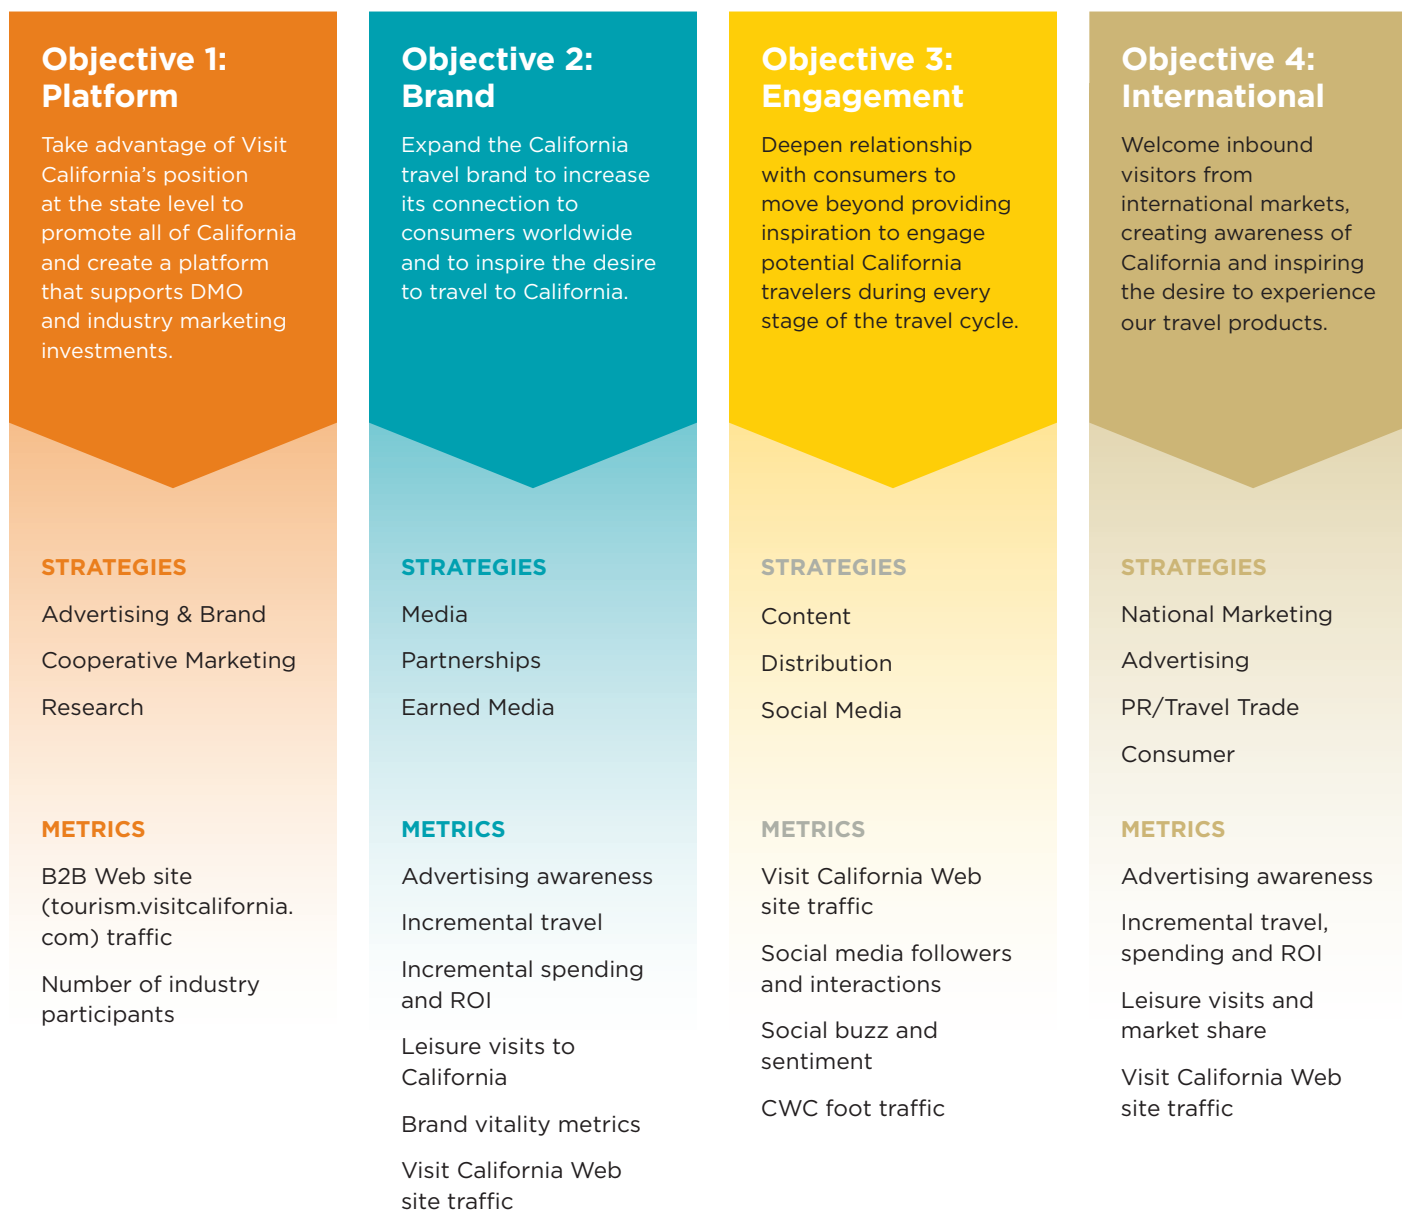 Objective 1:
Platform
Take advantage of Visit
California’s position
at the state level to
promote all of California
and create a platform
that supports DMO
and industry marketing
investments.
STRATEGIES
Advertising & Brand
Cooperative Marketing
Research
METRICS
B2B Web site
(tourism.visitcalifornia.
com) traffic
Number of industry
participants
Objective 2:
Brand
Expand the California
travel brand to increase
its connection to
consumers worldwide
and to inspire the desire
to travel to California.
STRATEGIES
Media
Partnerships
Earned Media
METRICS
Advertising awareness
Incremental travel
Incremental spending
and ROI
Leisure visits to
California
Brand vitality metrics
Visit California Web
site traffic
Objective 3:
Engagement
Deepen relationship
with consumers to
move beyond providing
inspiration to engage
potential California
travelers during every
stage of the travel cycle.
STRATEGIES
Content
Distribution
Social Media
METRICS
Visit California Web
site traffic
Social media followers
and interactions
Social buzz and
sentiment
CWC foot traffic
Objective 4:
International
Welcome inbound
visitors from
international markets,
creating awareness of
California and inspiring
the desire to experience
our travel products.
STRATEGIES
National Marketing
Advertising
PR/Travel Trade
Consumer
METRICS
Advertising awareness
Incremental travel,
spending and ROI
Leisure visits and
market share
Visit California Web
site traffic